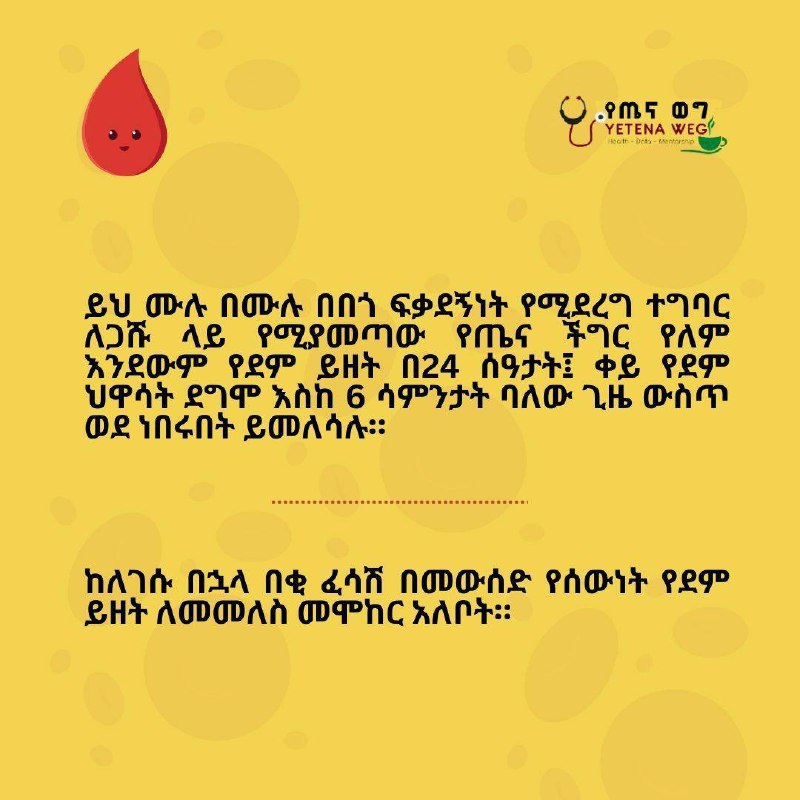 የጤና ወግ
YETENA WEG
Health - Debs - Mentorship
ይህ ሙሉ በሙሉ በበጎ ፍቃደኝነት የሚደረግ ተግባር
ለጋሹ ላይ የሚያመጣው የጤና ችግር የለም
እንደውም የደም ይዘት በ24 ሰዓታት፤ ቀይ የደም
ህዋሳት ደግሞ እስከ 6 ሳምንታት ባለው ጊዜ ውስጥ
ወደ ነበሩበት ይመለሳሉ።
ከለገሱ በኋላ በቂ ፈሳሽ በመውሰድ የሰውነት የደም
ይዘት ለመመለስ መሞከር አለቦት።